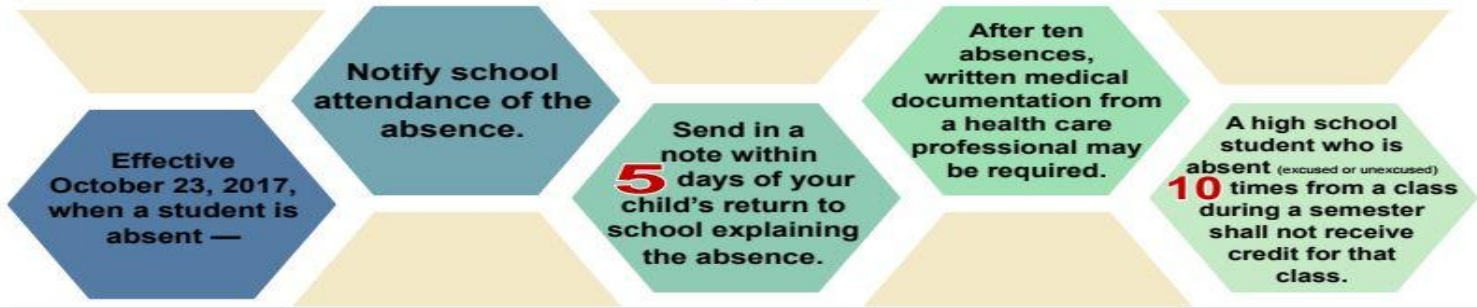 Effective
October 23, 2017,
when a student is
absent —
Notify school
attendance of the
absence.
Send in a
note within
5 days of your
child's return to
school explaining
the absence.
After ten
absences,
written medical
documentation from
a health care
professional may
be required.
A high school
student who is
absent (excused or unexcused)
10 times from a class
during a semester
shall not receive
credit for that
class.